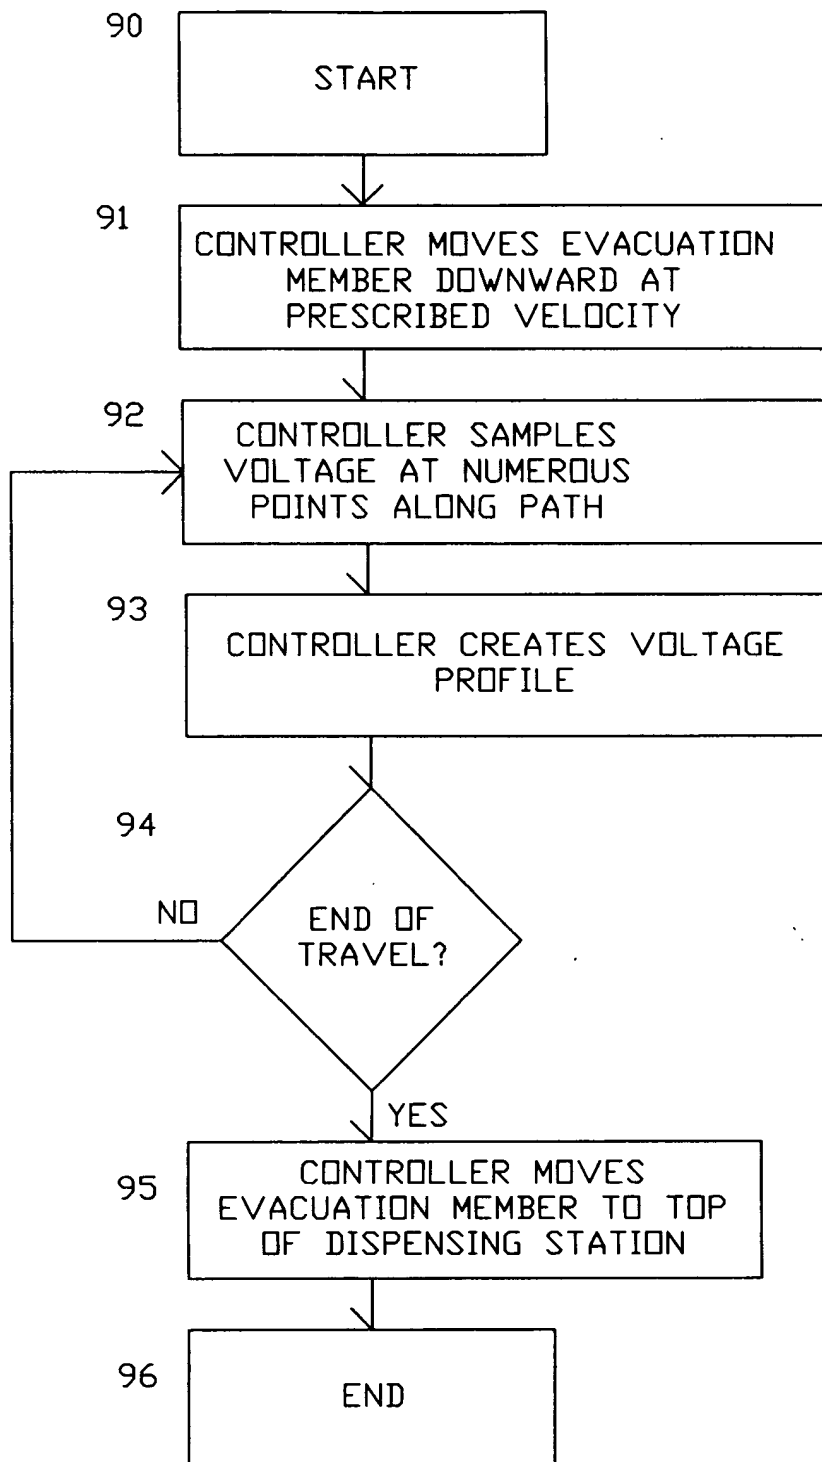 90
START
91
CONTROLLER MOVES EVACUATION
MEMBER DOWNWARD AT
PRESCRIBED VELOCITY
92
CONTROLLER SAMPLES
VOLTAGE AT NUMEROUS
POINTS ALONG PATH
93
CONTROLLER CREATES VOLTAGE
PROFILE
94
NO
END OF
TRAVEL?
YES
95
CONTROLLER MOVES
EVACUATION MEMBER TO TOP
OF DISPENSING STATION
96
END